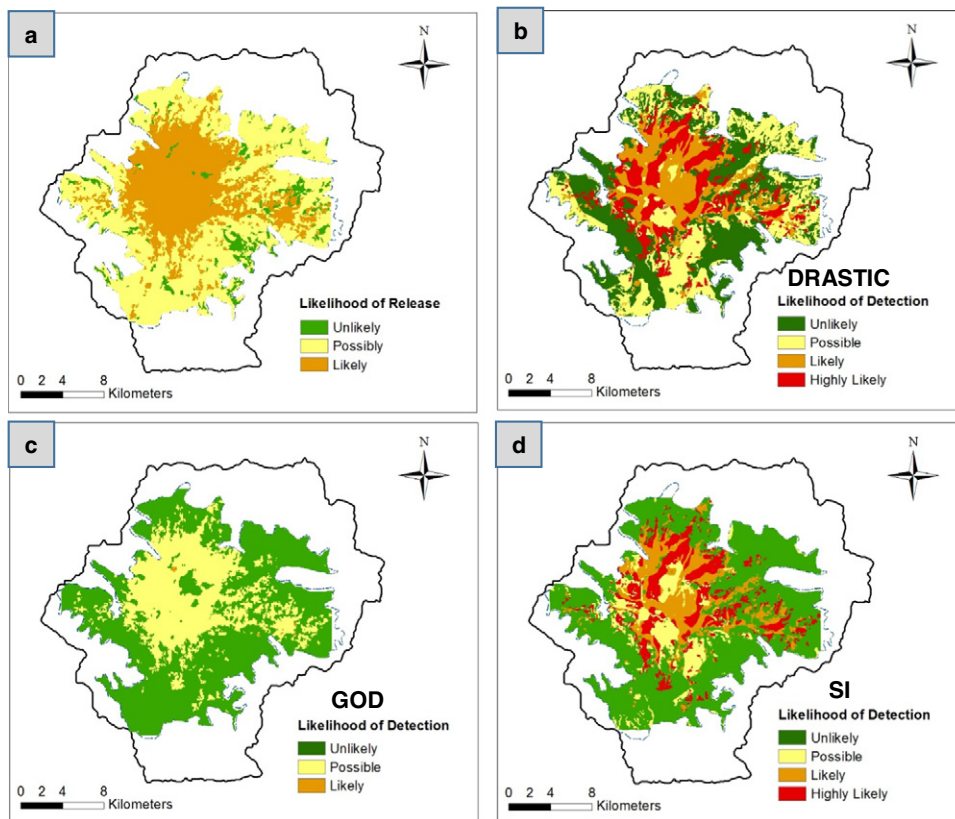 a
N
Likelihood of Release
Unlikely
Possibly
Likely
0 2 4 8
Kilometers
b
N
DRASTIC
Likelihood of Detection
Unlikely
Possible
Likely
Highly Likely
0 2 4 8
Kilometers
c
N
GOD
Likelihood of Detection
Unlikely
Possible
Likely
0 2 4 8
Kilometers
d
N
SI
Likelihood of Detection
Unlikely
Possible
Likely
Highly Likely
0 2 4 8
Kilometers